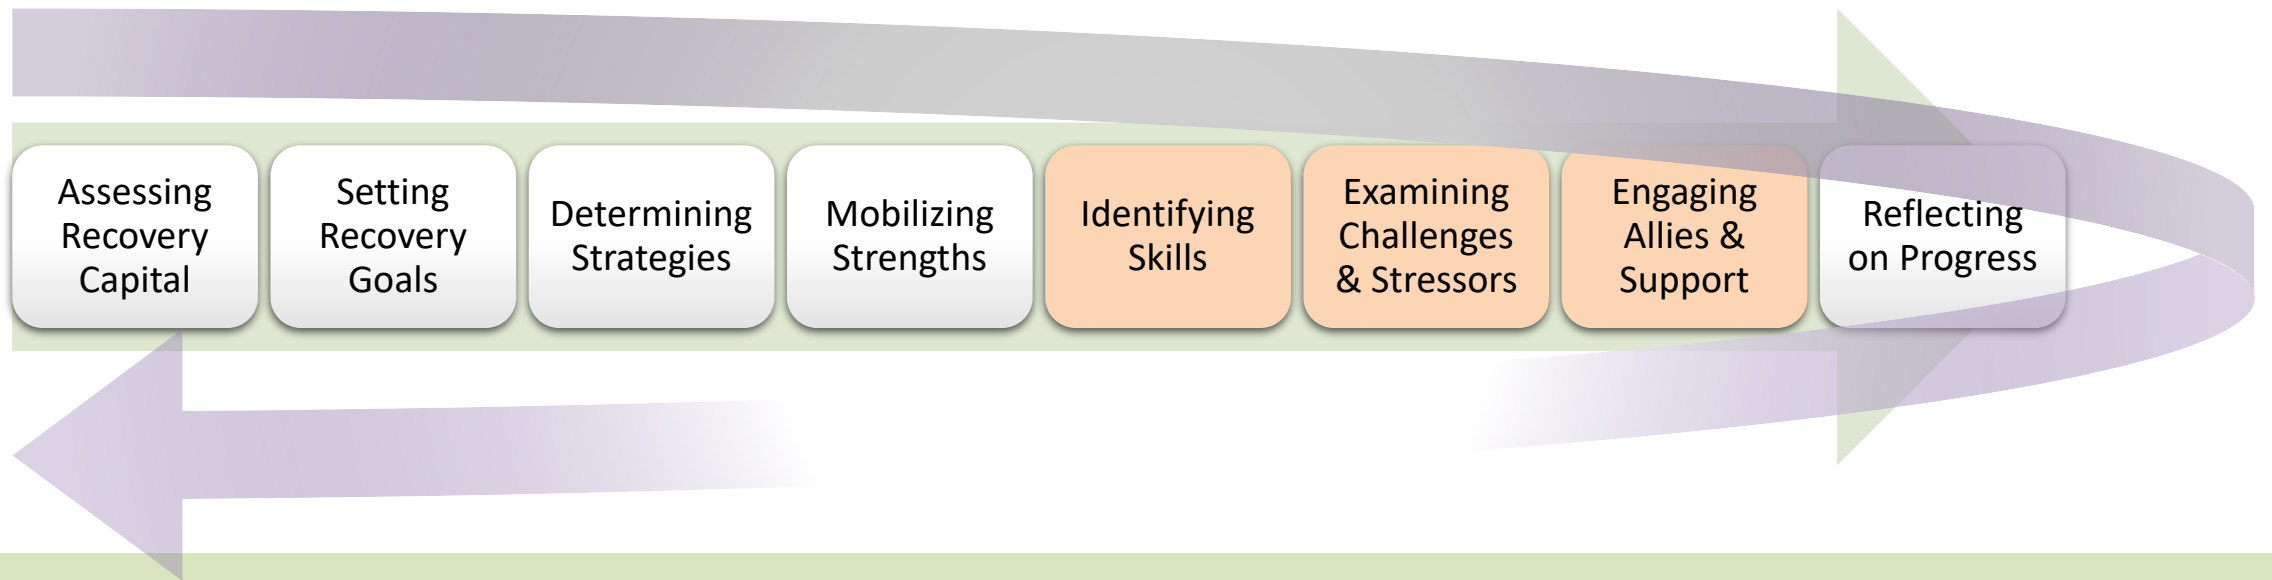 Assessing
Recovery
Capital
Setting
Recovery
Goals
Determining
Strategies
Mobilizing
Strengths
Identifying
Skills
Examining
Challenges
& Stressors
Engaging
Allies &
Support
Reflecting
on Progress